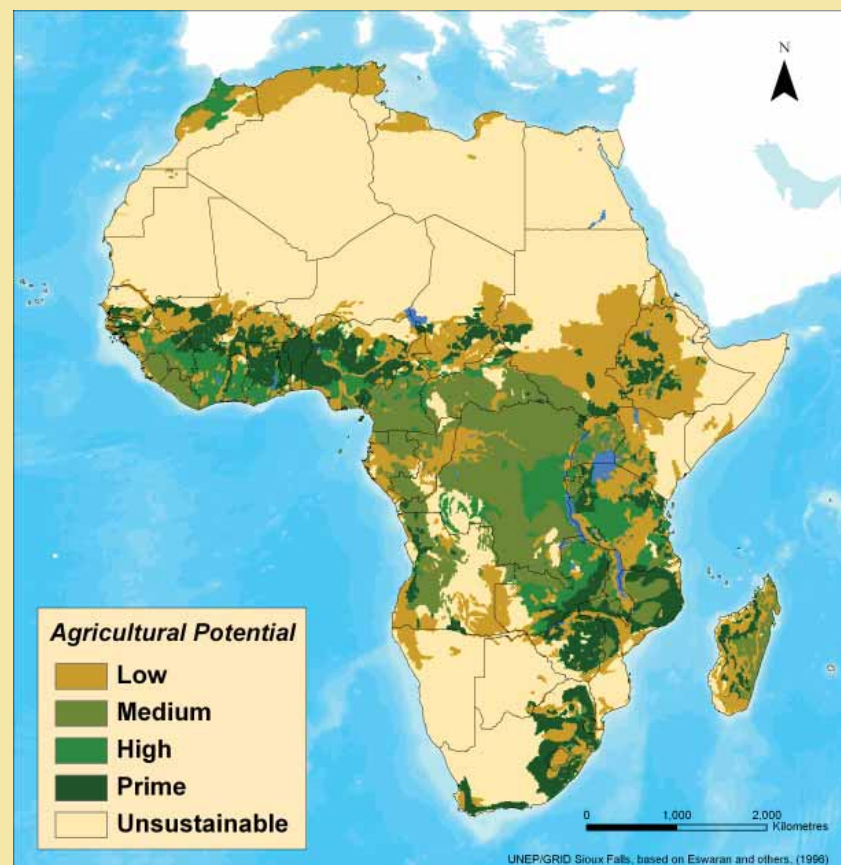 N
Agricultural Potential
Low
Medium
High
Prime
Unsustainable
0 1,000 2,000
Kilometres
UNEP/GRID Sioux Falls, based on Eswaran and others, (1996)